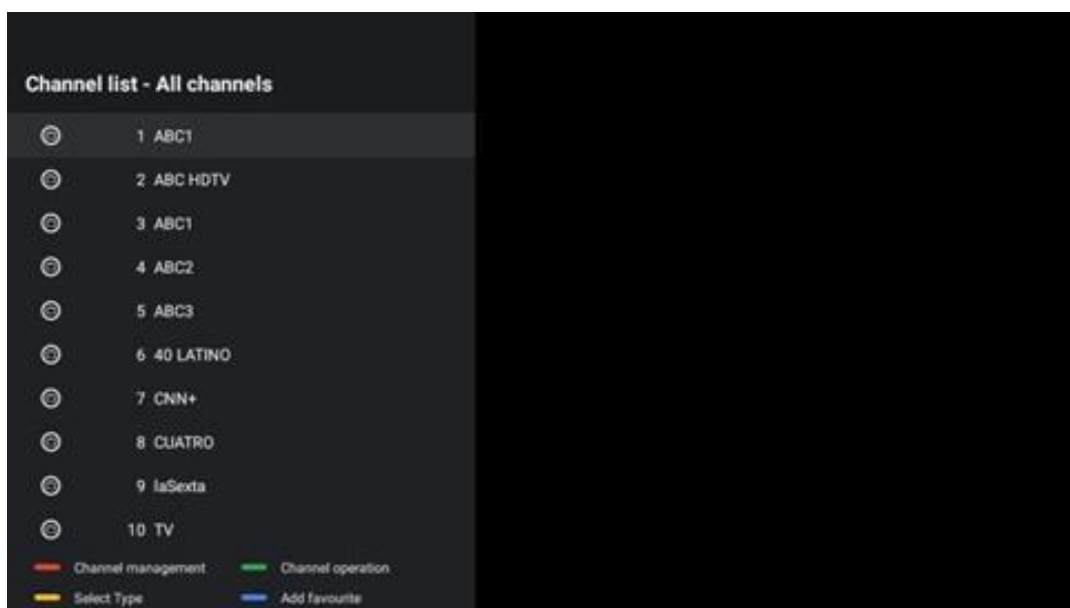 Channel list - All channels
1 ABC1
2 ABC HDTV
3 ABC1
4 ABC2
5 ABC3
6 40 LATINO
7 CNN+
8 CUATRO
9 laSexta
10 TV
Channel management Channel operation
Select Type Add favourite